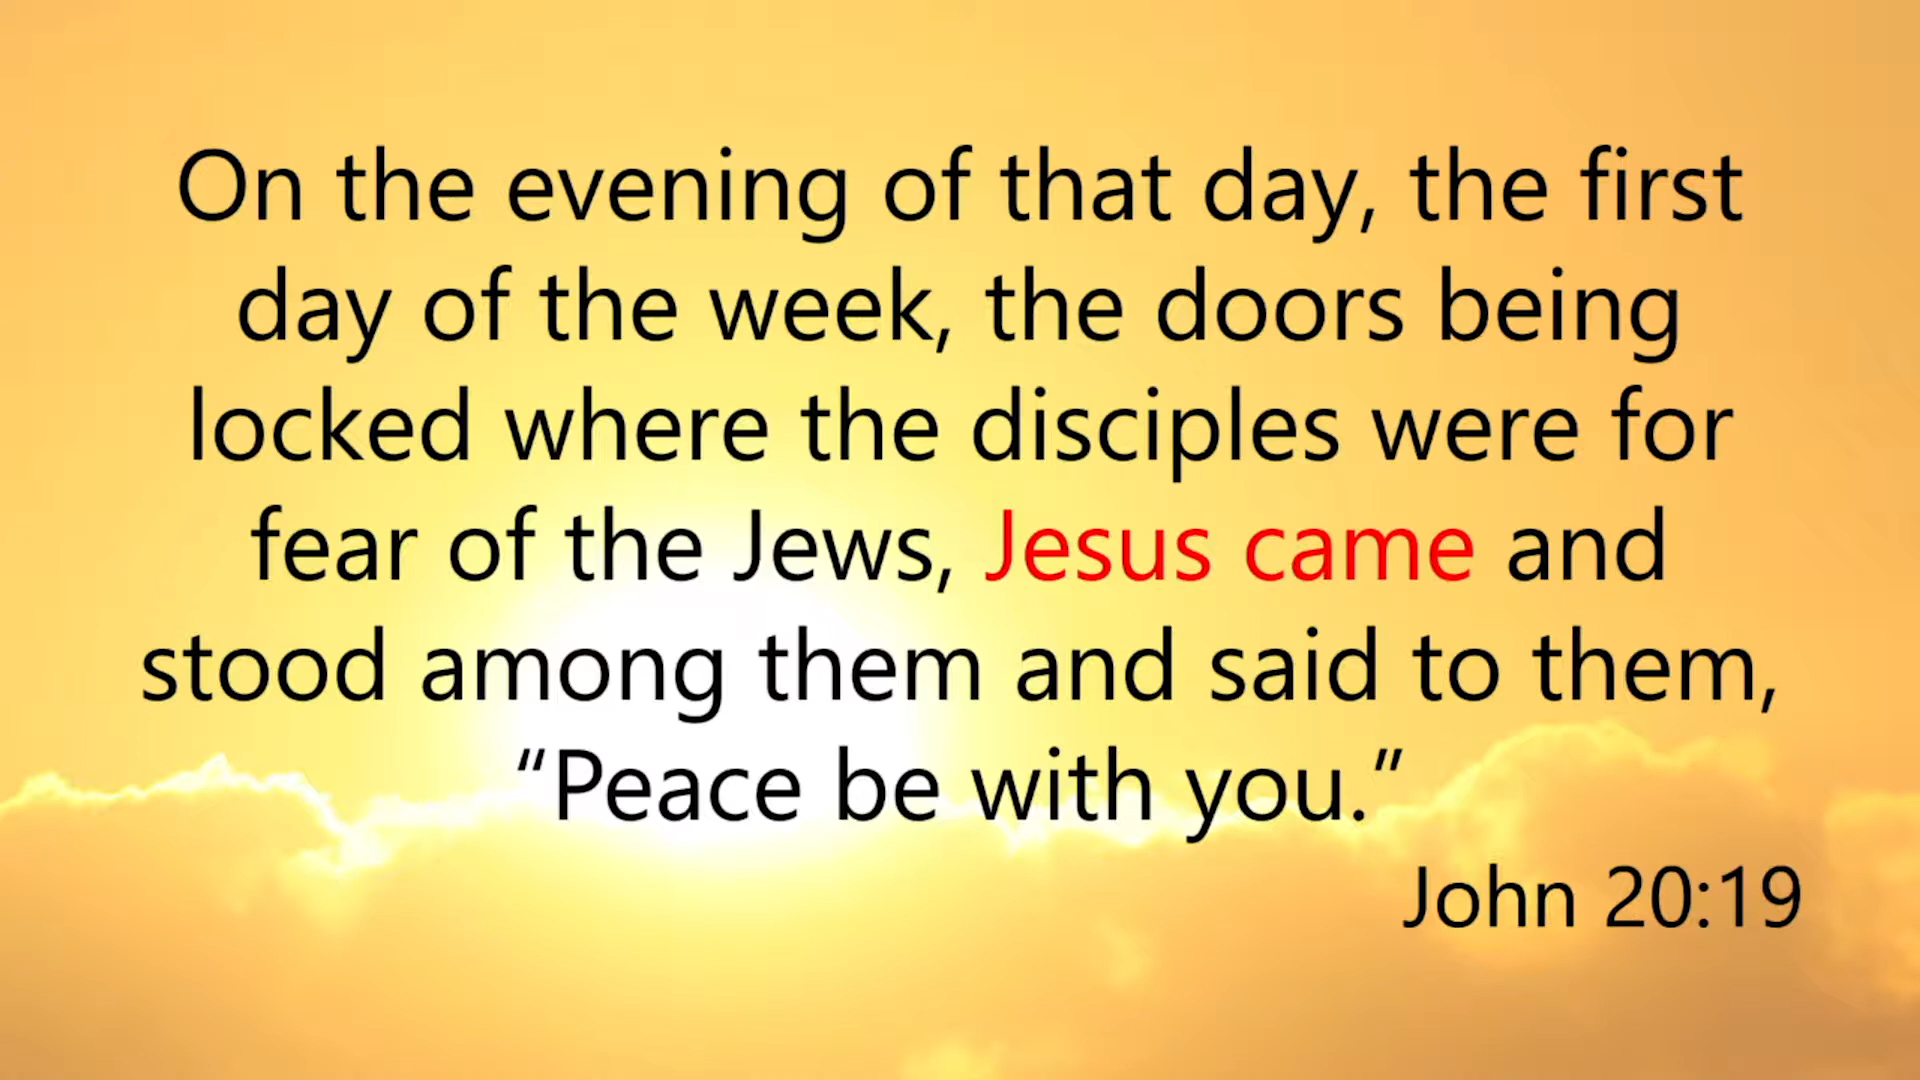 On the evening of that day, the first
day of the week, the doors being
locked where the disciples were for
fear of the Jews, Jesus came and
stood among them and said to them,
“Peace be with you.”
John 20:19